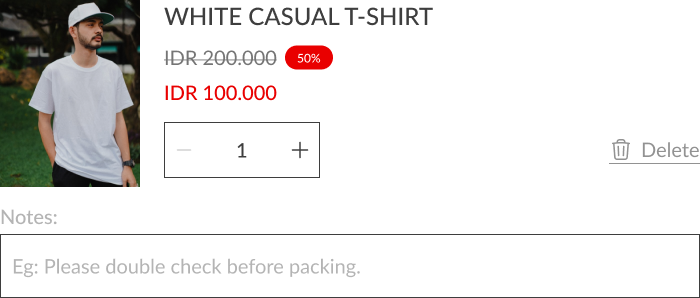 WHITE CASUAL T-SHIRT
IDR 200.000 50%
IDR 100.000
1
Delete
Notes:
Eg: Please double check before packing.